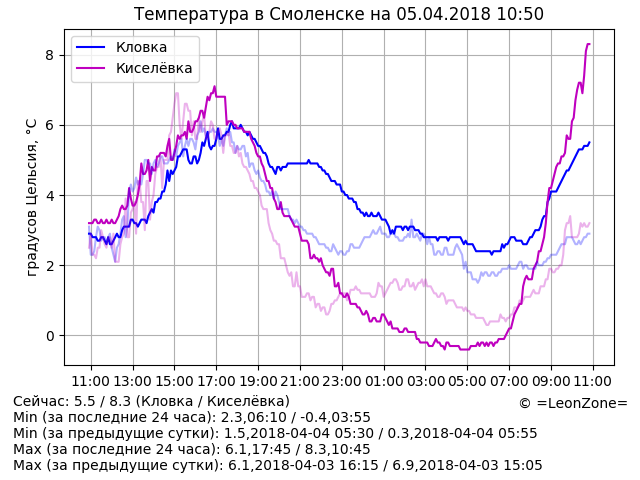 Температура в Смоленске на 05.04.2018 10:50
Кловка
Киселёвка
градусов Цельсия, °C
8
6
4
2
0
11:00 13:00 15:00 17:00 19:00 21:00 23:00 01:00 03:00 05:00 07:00 09:00 11:00
Сейчас: 5.5 / 8.3 (Кловка / Киселёвка)
© =LeonZone=
Min (за последние 24 часа): 2.3,06:10 / -0.4,03:55
Min (за предыдущие сутки): 1.5,2018-04-04 05:30 / 0.3,2018-04-04 05:55
Max (за последние 24 часа): 6.1,17:45 / 8.3,10:45
Max (за предыдущие сутки): 6.1,2018-04-03 16:15 / 6.9,2018-04-03 15:05